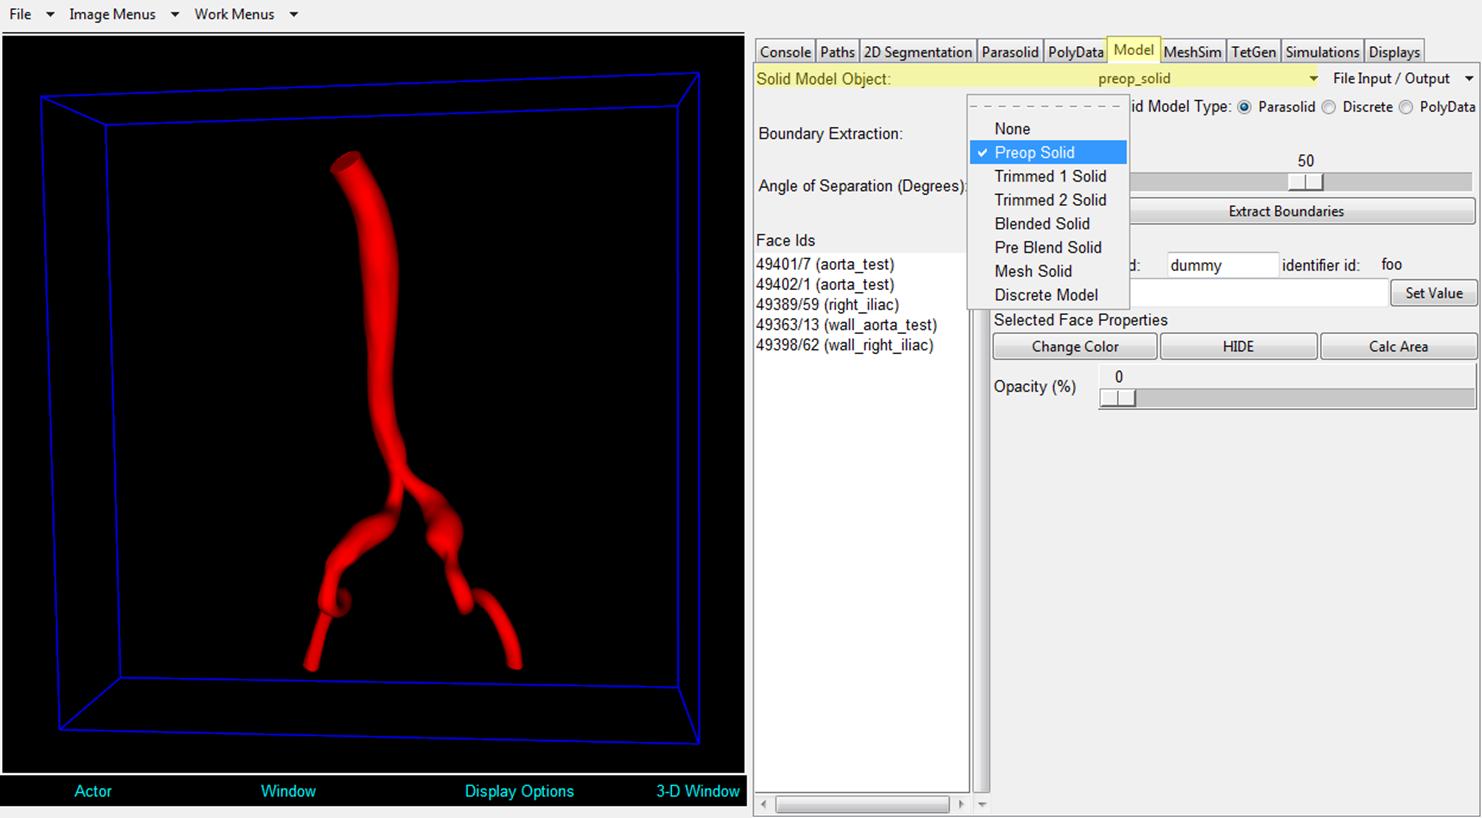 File Image Menus Work Menus
Console Paths 2D Segmentation Parasolid PolyData Model MeshSim TetGen Simulations Displays
Solid Model Object: preop_solid File Input / Output
id Model Type: Parasolid Discrete PolyData
None
Boundary Extraction:
Preop Solid
50
Trimmed 1 Solid
Angle of Separation (Degrees):
Trimmed 2 Solid
Extract Boundaries
Blended Solid
Face Ids
Pre Blend Solid
49401/7 (aorta_test)
d: dummy identifier id: foo
Mesh Solid
49402/1 (aorta_test)
Discrete Model
Set Value
49389/59 (right_iliac)
Selected Face Properties
49363/13 (wall_aorta_test)
49398/62 (wall_right_iliac)
Change Color HIDE Calc Area
0
Opacity (%)
Actor Window Display Options 3-D Window